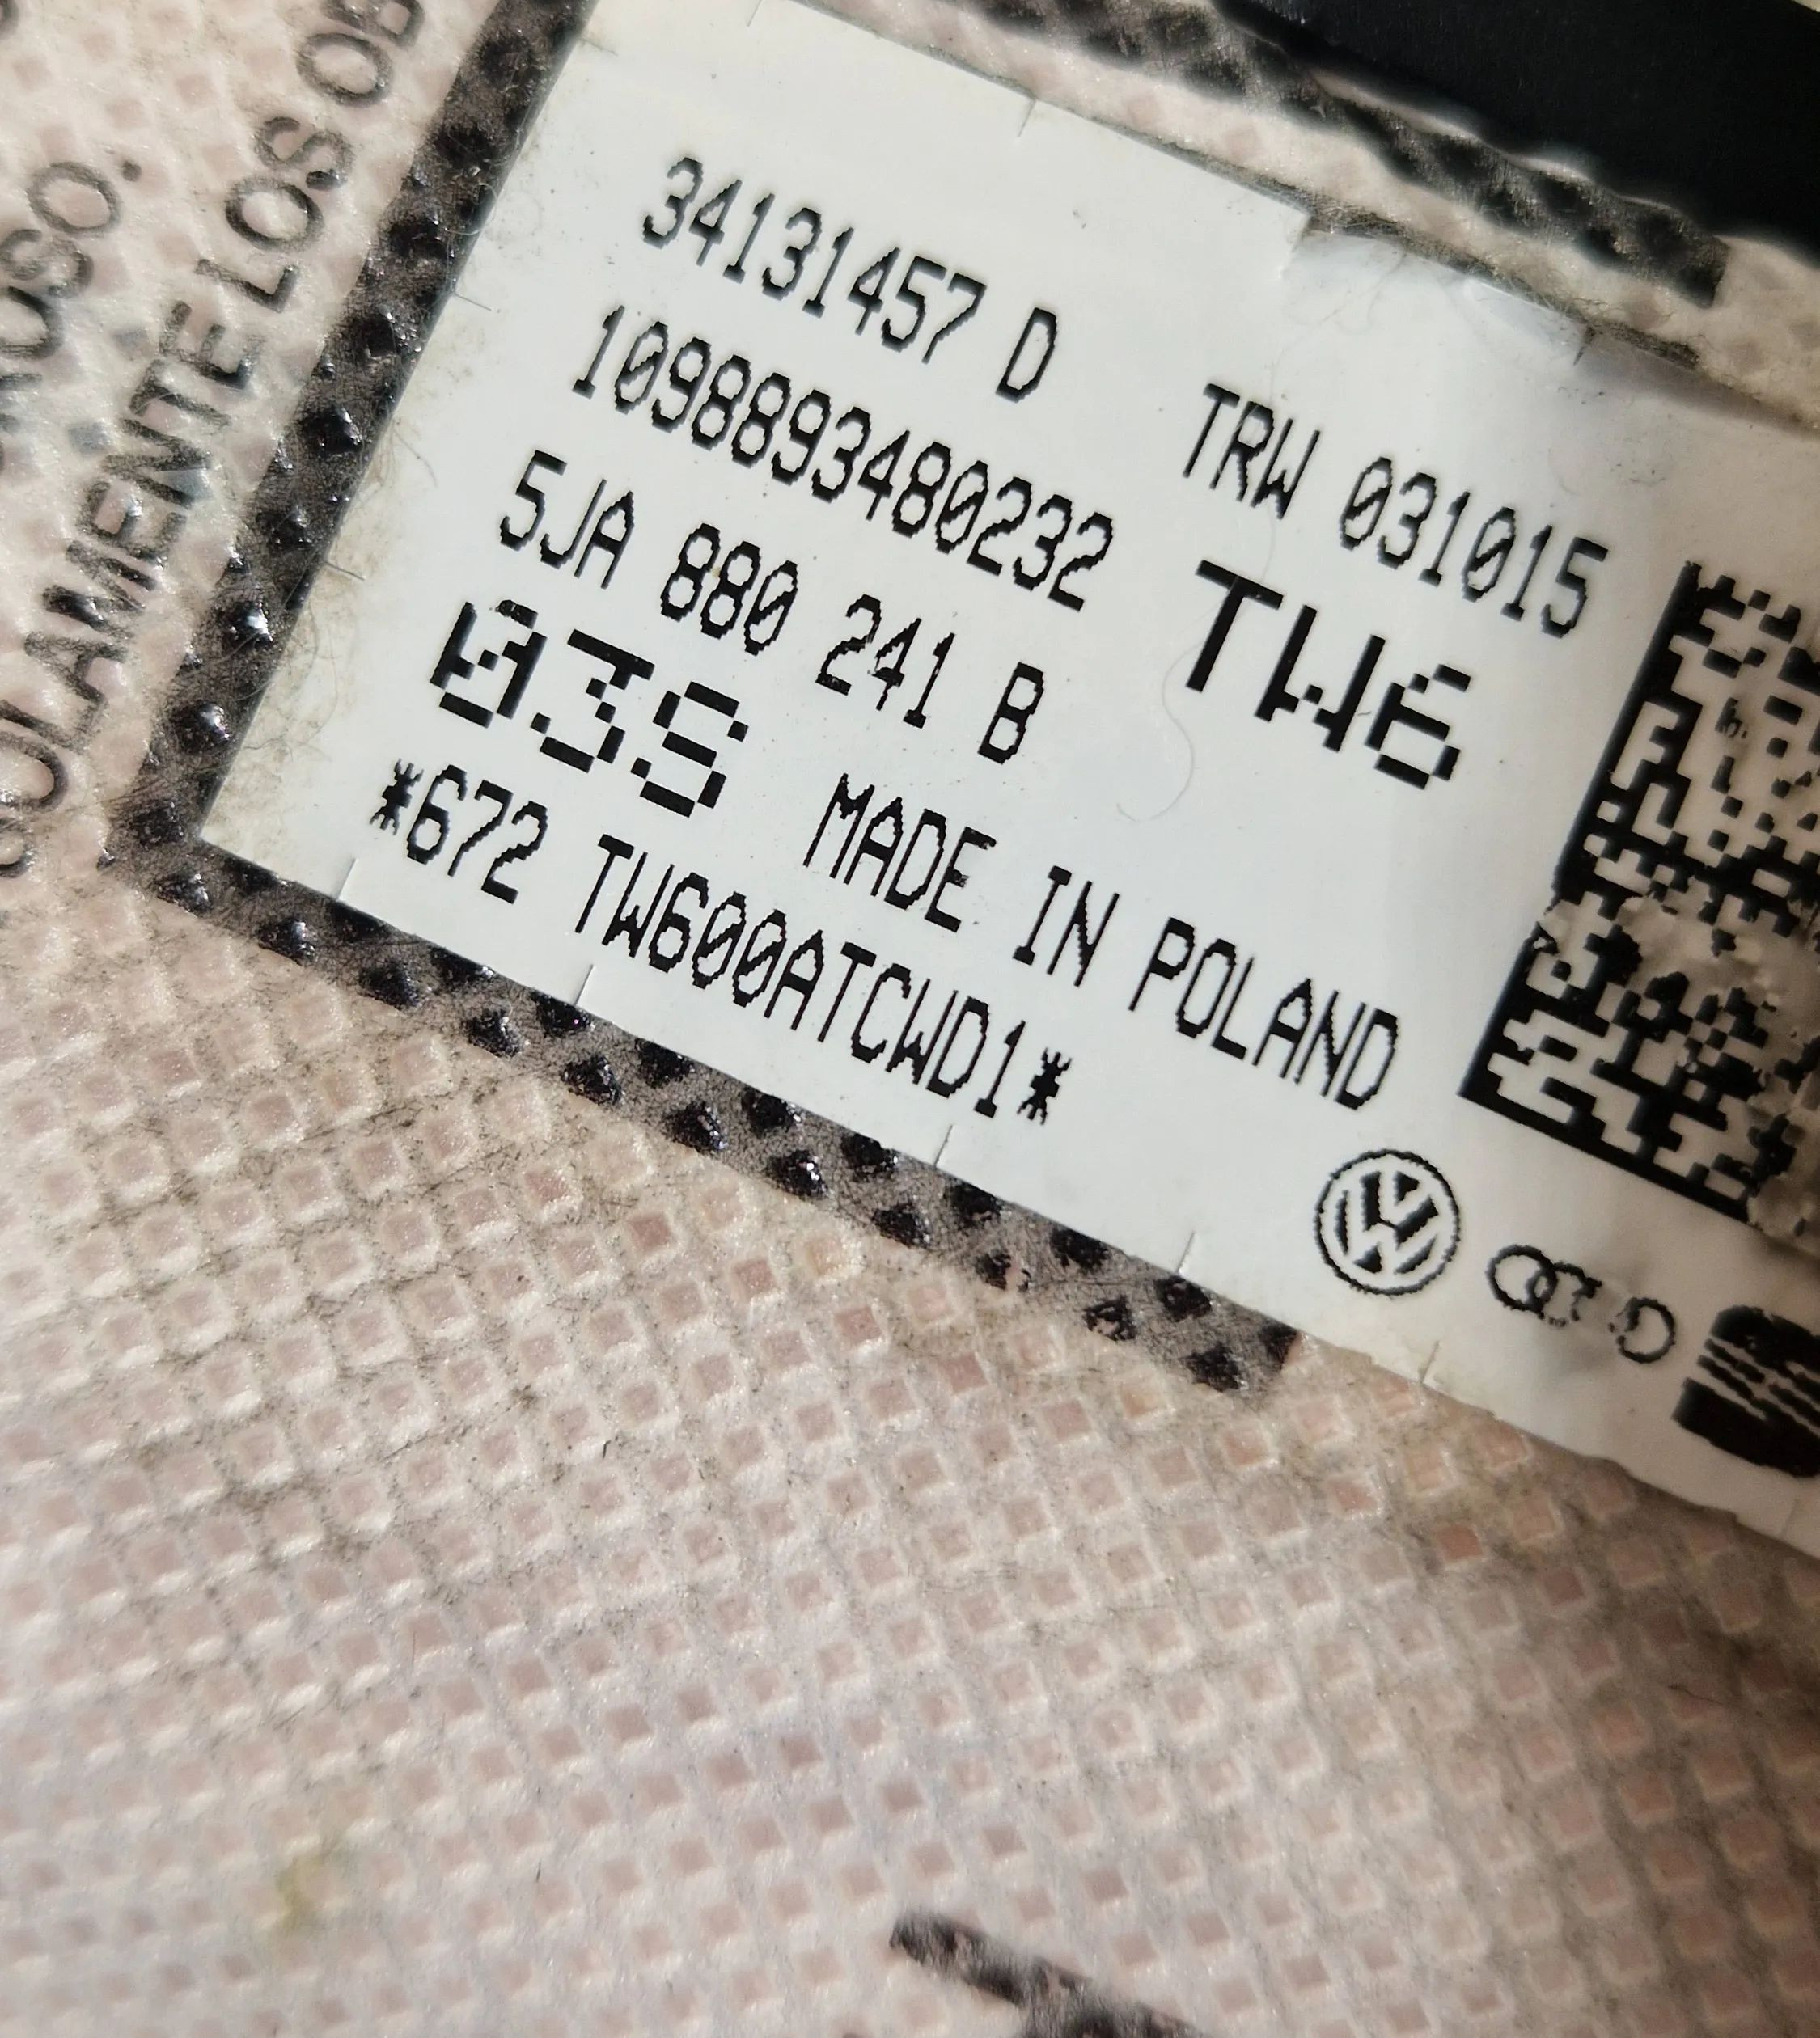 34131457 D TRW 031015
1098893480232 TW6
5JA 880 241 B
03S MADE IN POLAND
*672 TW600ATCWD1*
SOLAMENTE LOS OB